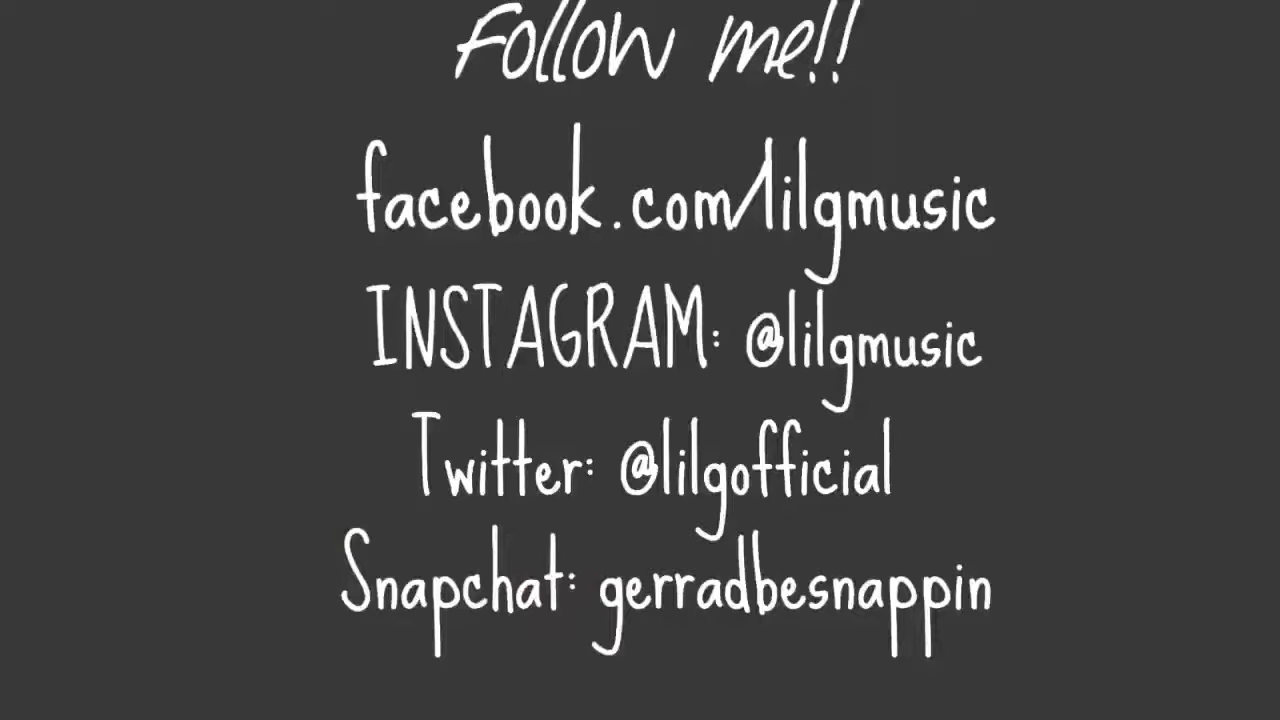 Follow me!!
facebook.com/lilgmusic
INSTAGRAM: @lilgmusic
Twitter: @lilgofficial
Snapchat: gerradbesnappin